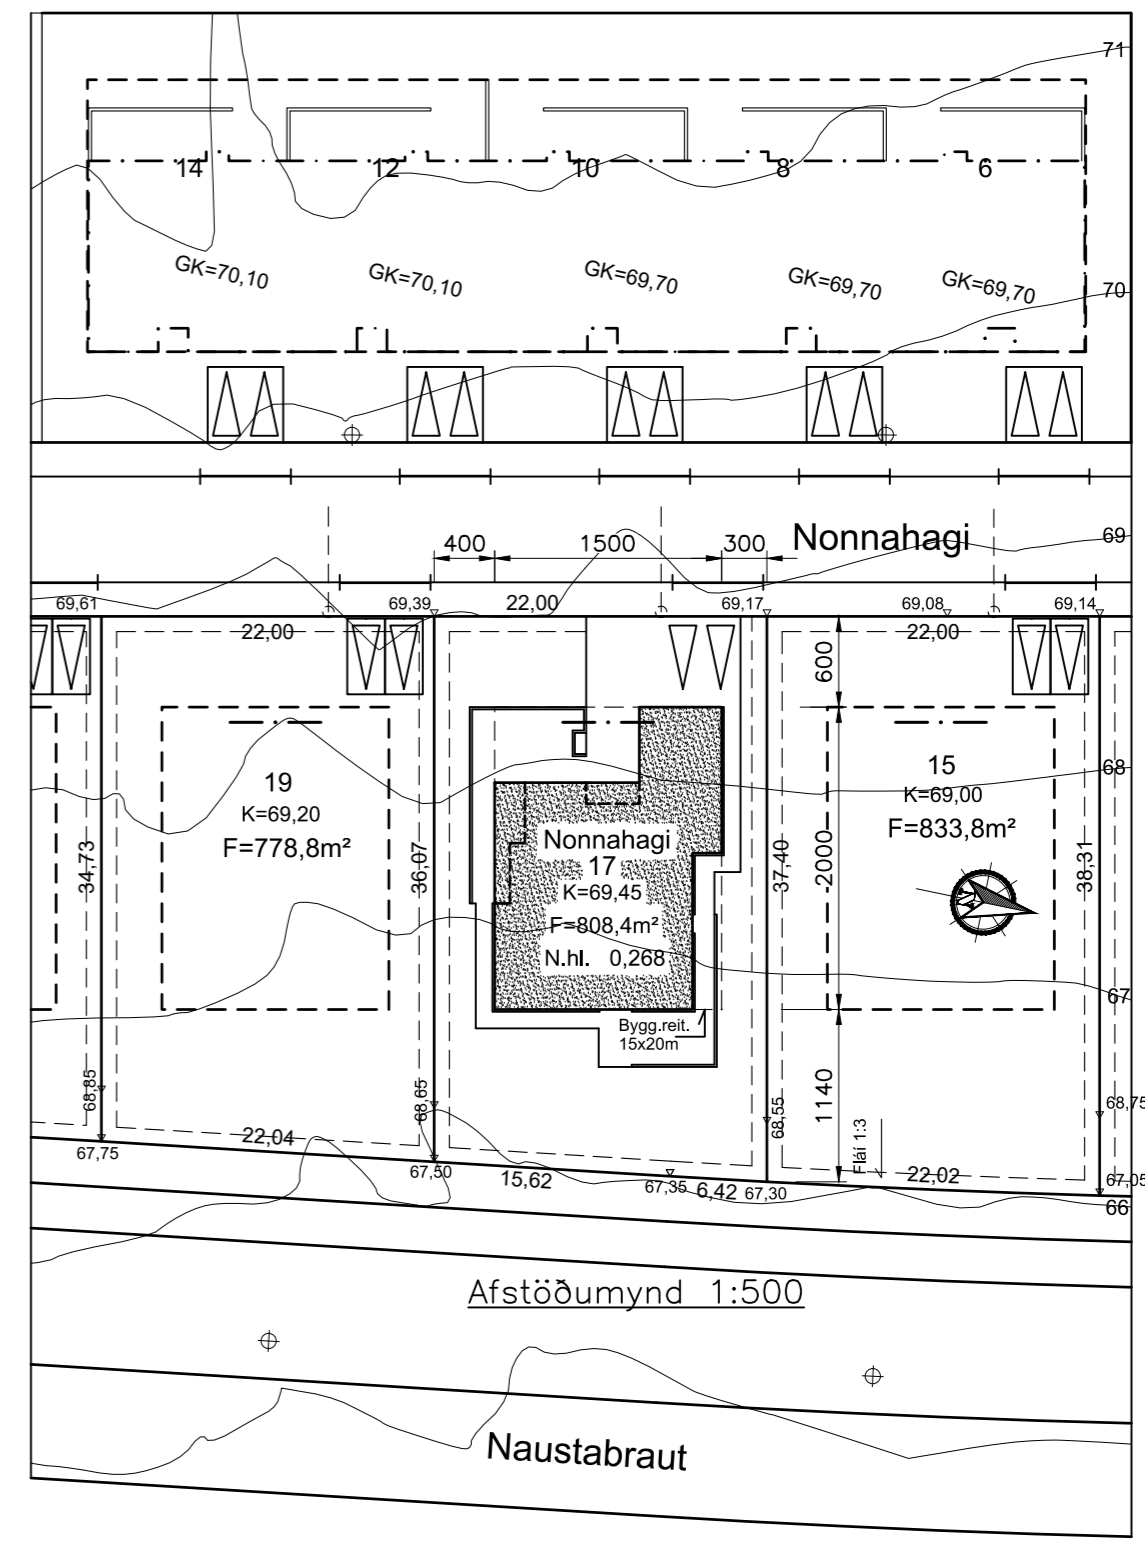 71
14
12
10
8
6
GK=70,10
GK=70,10
GK=69,70
GK=69,70
GK=69,70
70
Nonnahagi
69
400
1500
300
69,61
69,39
22,00
69,17
69,08
69,14
22,00
22,00
600
68
19
K=69,20
F=778,8m²
15
K=69,00
F=833,8m²
34,73
36,07
Nonnahagi
17
K=69,45
F=808,4m²
N.hl. 0,268
37,40
2000
38,31
67
Bygg.reit.
15x20m
68,85
68,65
68,55
1140
Flái 1:3
68,75
22,04
67,75
67,50
15,62
67,35
6,42
67,30
22,02
67,05
66
Afstöðumynd 1:500
Naustabraut